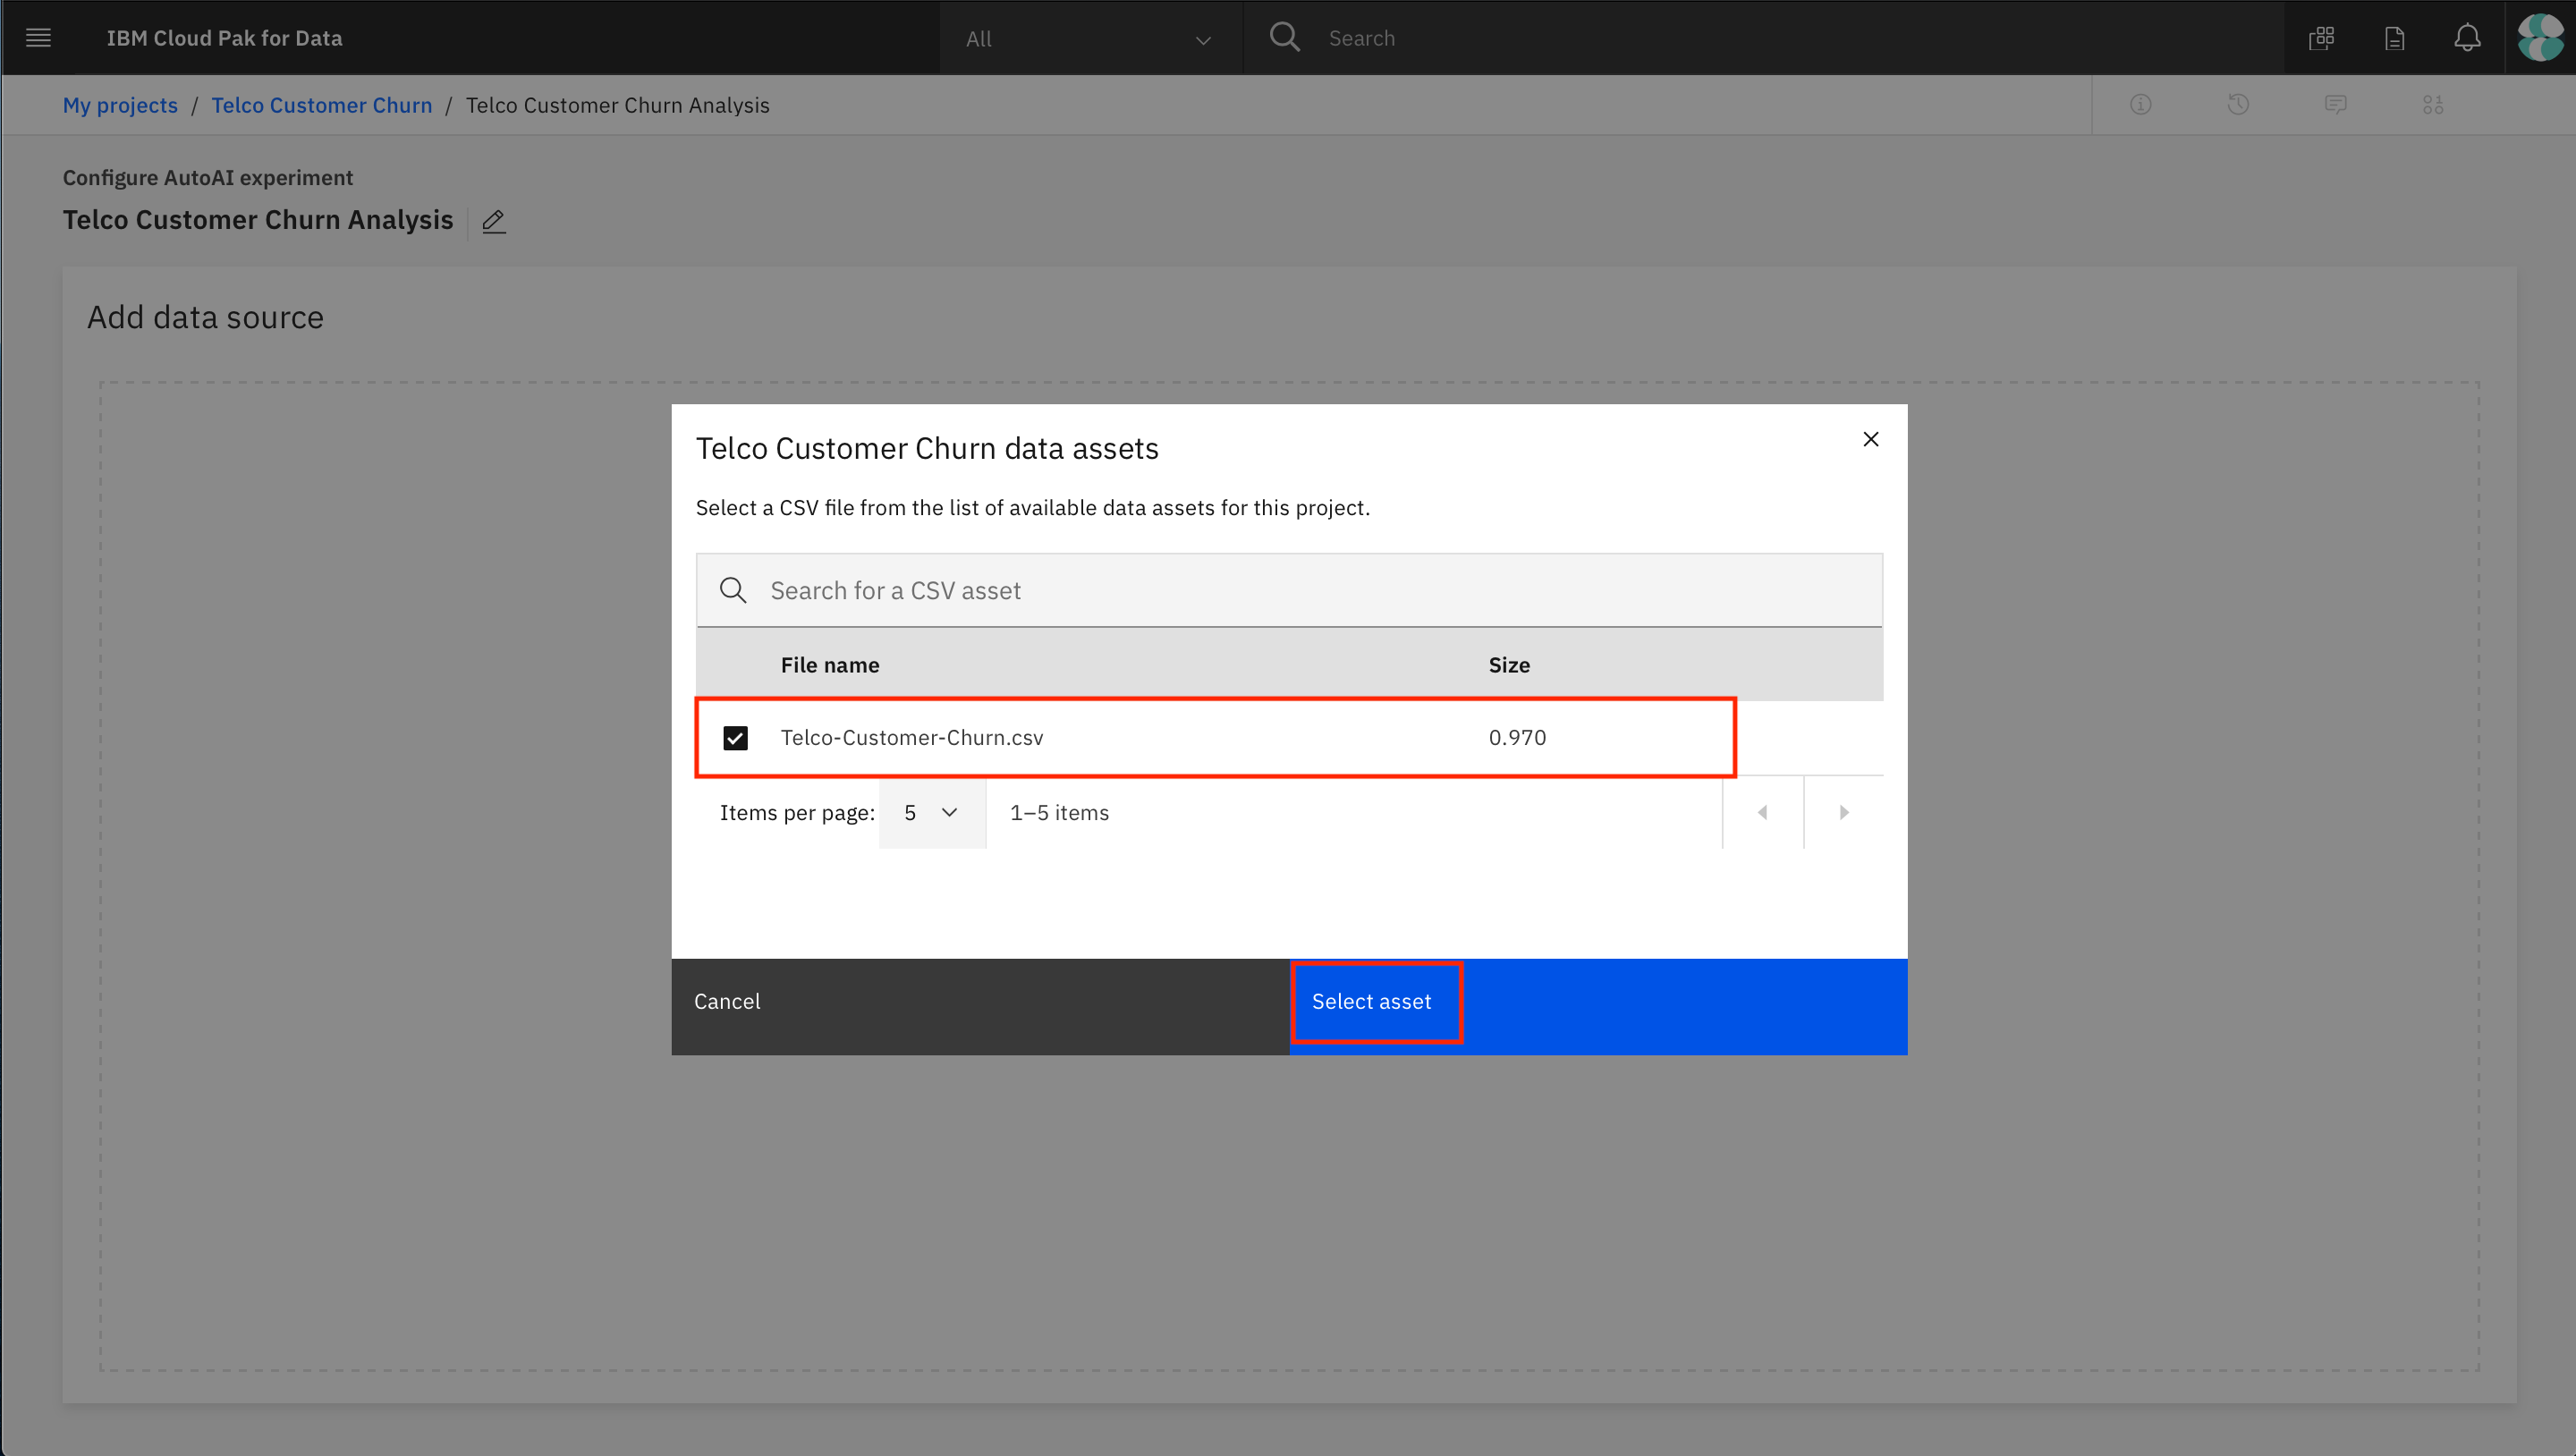 IBM Cloud Pak for Data
All
Search
My projects / Telco Customer Churn / Telco Customer Churn Analysis
Configure AutoAI experiment
Telco Customer Churn Analysis
Add data source
Telco Customer Churn data assets
Select a CSV file from the list of available data assets for this project.
Search for a CSV asset
File name Size
Telco-Customer-Churn.csv 0.970
Items per page: 5 1–5 items
Cancel
Select asset